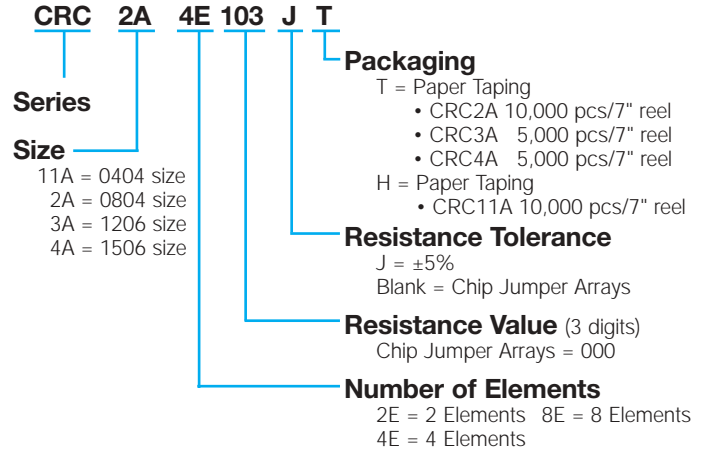 CRC 2A 4E 103 J T
Series
Size
11A = 0404 size
2A = 0804 size
3A = 1206 size
4A = 1506 size
Packaging
T = Paper Taping
• CRC2A 10,000 pcs/7" reel
• CRC3A 5,000 pcs/7" reel
• CRC4A 5,000 pcs/7" reel
H = Paper Taping
• CRC11A 10,000 pcs/7" reel
Resistance Tolerance
J = ±5%
Blank = Chip Jumper Arrays
Resistance Value (3 digits)
Chip Jumper Arrays = 000
Number of Elements
2E = 2 Elements 8E = 8 Elements
4E = 4 Elements